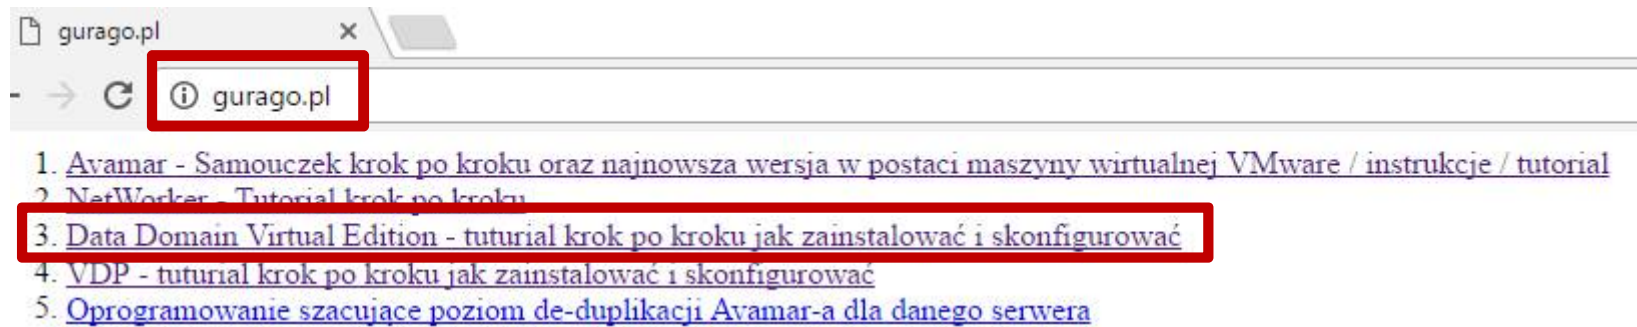 gurago.pl
gurago.pl
1. Avamar - Samouczek krok po kroku oraz najnowsza wersja w postaci maszyny wirtualnej VMware / instrukcje / tutorial
2. NetWorker - Tutorial krok po kroku
3. Data Domain Virtual Edition - tuturial krok po kroku jak zainstalować i skonfigurować
4. VDP - tuturial krok po kroku jak zainstalować i skonfigurować
5. Oprogramowanie szacujące poziom de-duplikacji Avamar-a dla danego serwera